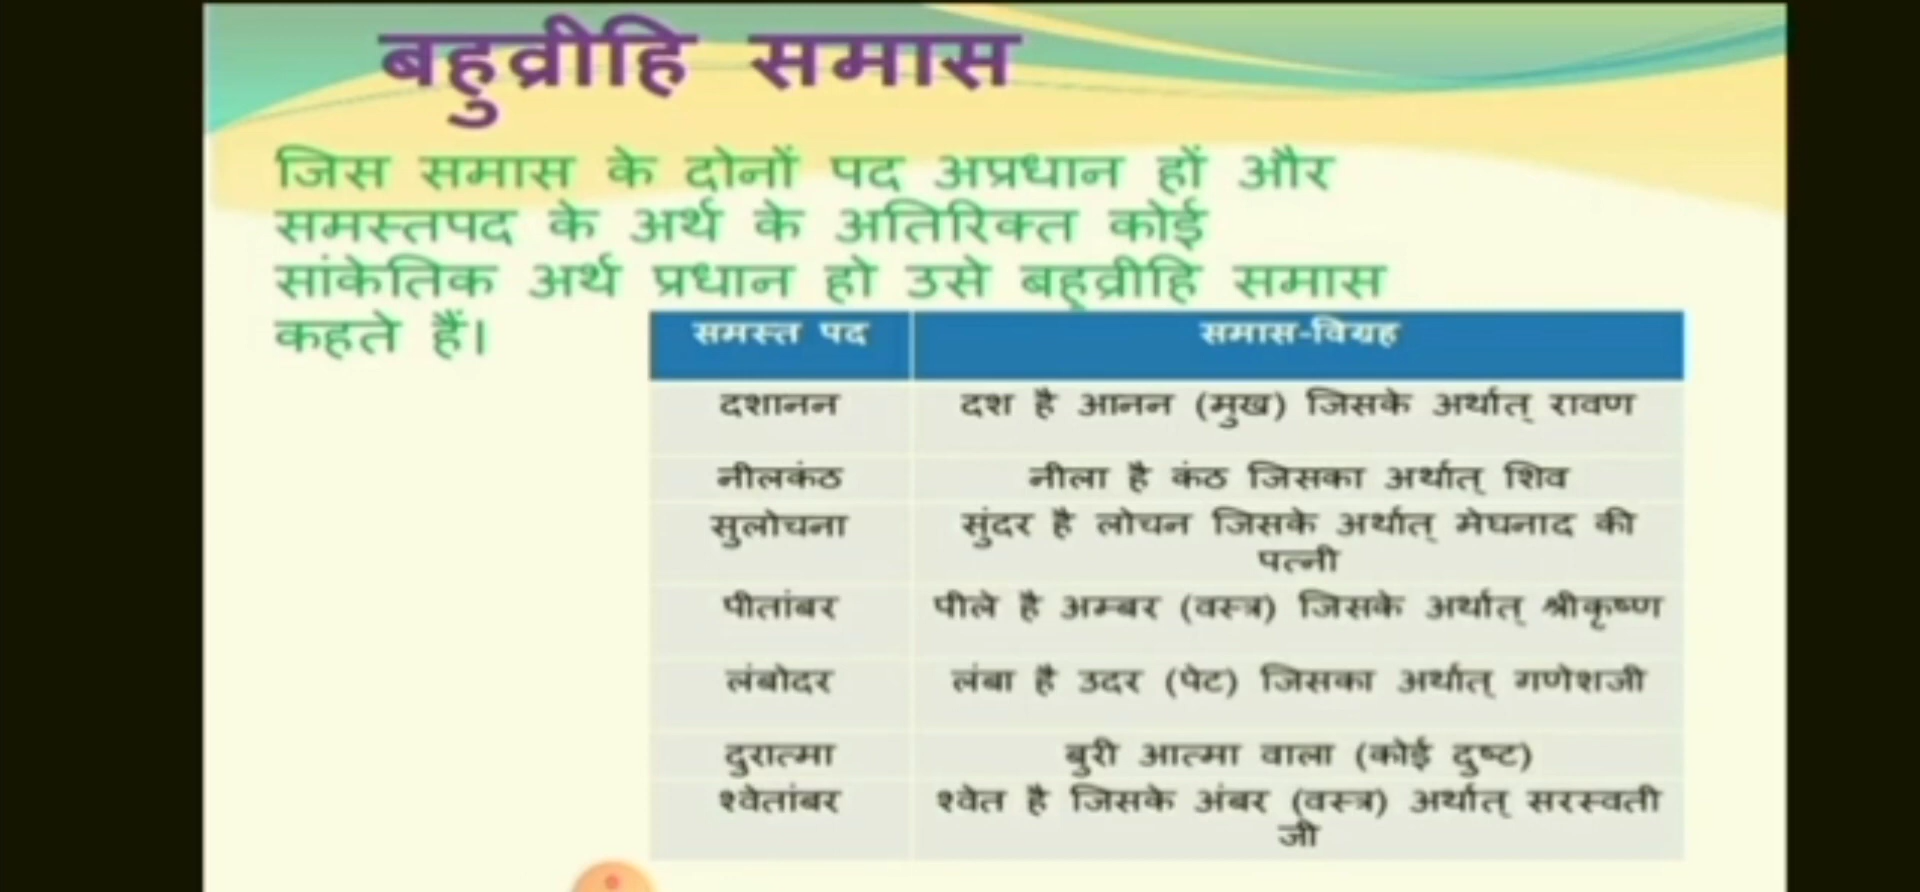 बहुव्रीहि समास
जिस समास के दोनों पद अप्रधान हों और
समस्तपद के अर्थ के अतिरिक्त कोई
सांकेतिक अर्थ प्रधान हो उसे बहुव्रीहि समास
कहते हैं।
समस्त पद समास-विग्रह
दशानन दश है आनन (मुख) जिसके अर्थात् रावण
नीलकंठ नीला है कंठ जिसका अर्थात् शिव
सुलोचना सुंदर है लोचन जिसके अर्थात् मेघनाद की
पत्नी
पीतांबर पीले है अम्बर (वस्त्र) जिसके अर्थात् श्रीकृष्ण
लंबोदर लंबा है उदर (पेट) जिसका अर्थात् गणेशजी
दुरात्मा बुरी आत्मा वाला (कोई दुष्ट)
श्वेतांबर श्वेत है जिसके अंबर (वस्त्र) अर्थात् सरस्वती
जी